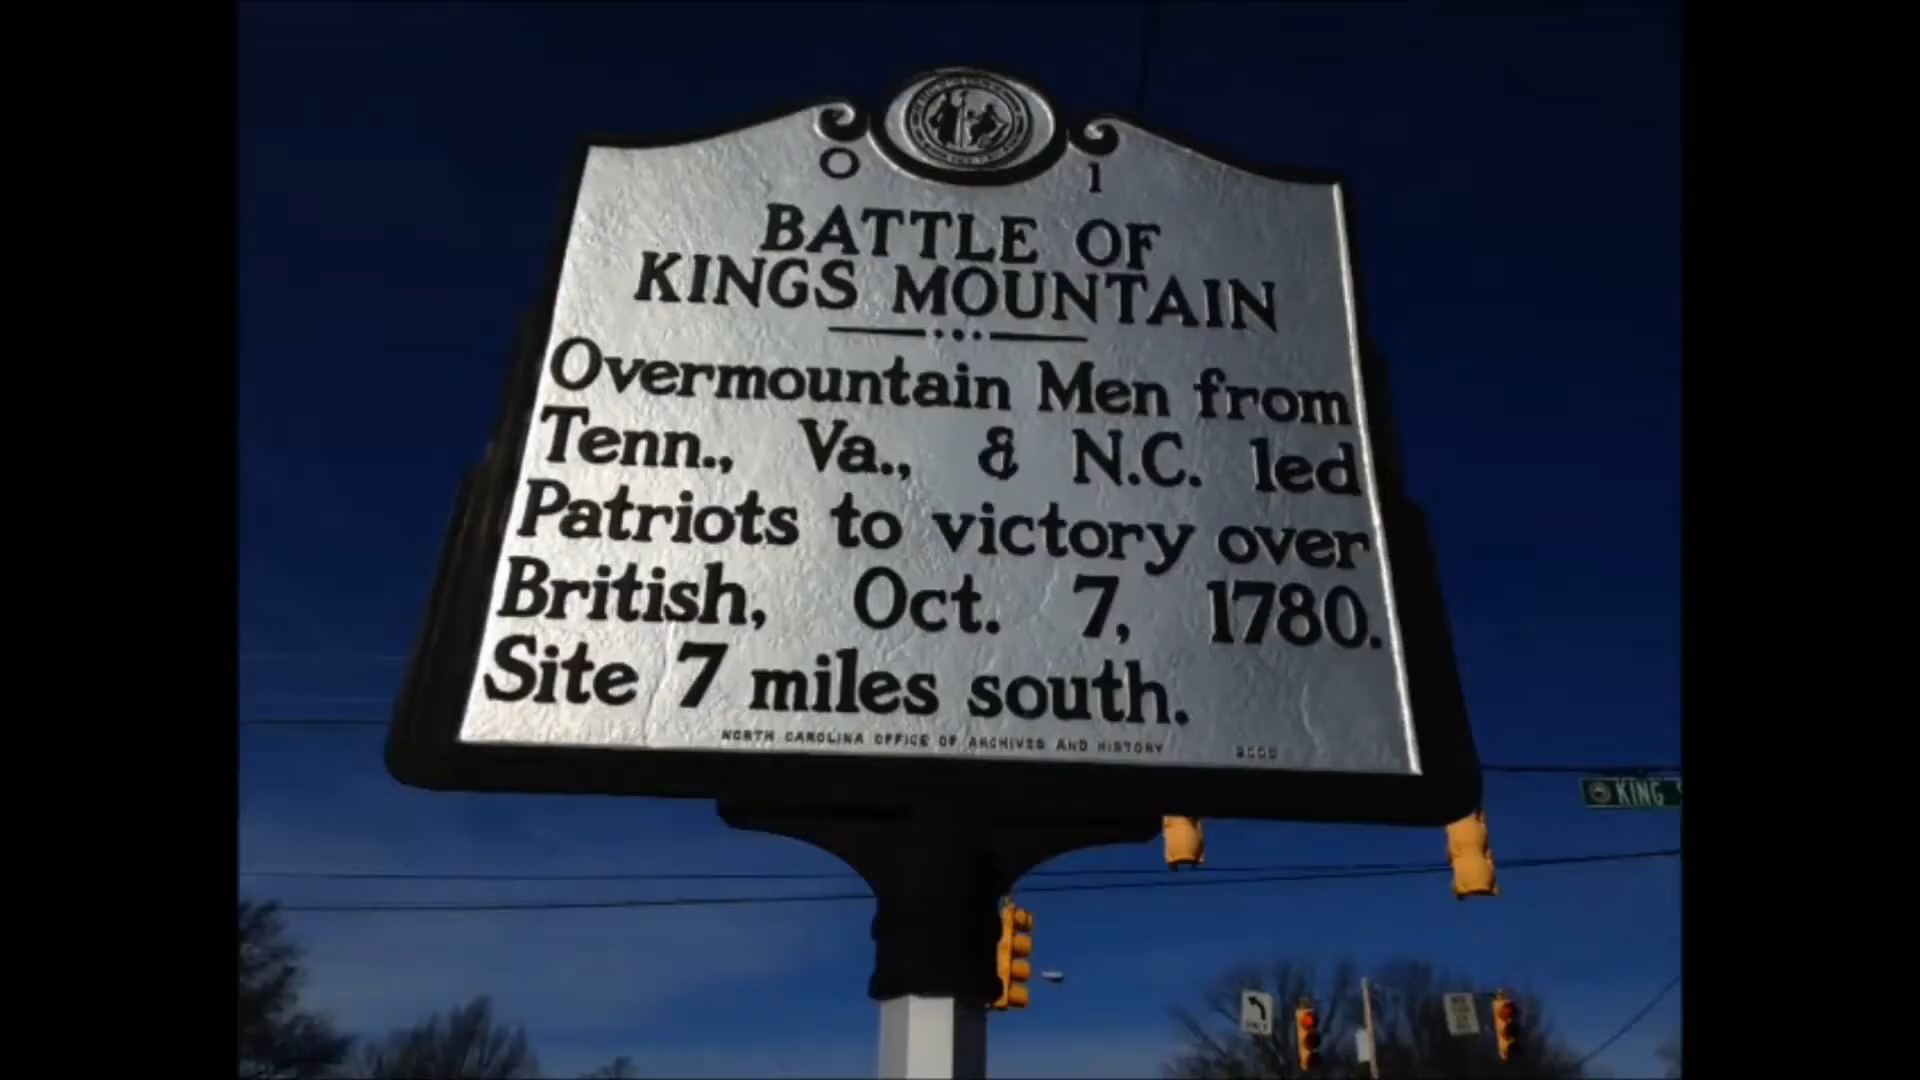 O 1
BATTLE OF
KINGS MOUNTAIN
Overmountain Men from
Tenn., Va., & N.C. led
Patriots to victory over
British, Oct. 7, 1780.
Site 7 miles south.
NORTH CAROLINA OFFICE OF ARCHIVES AND HISTORY
KING
ONLY